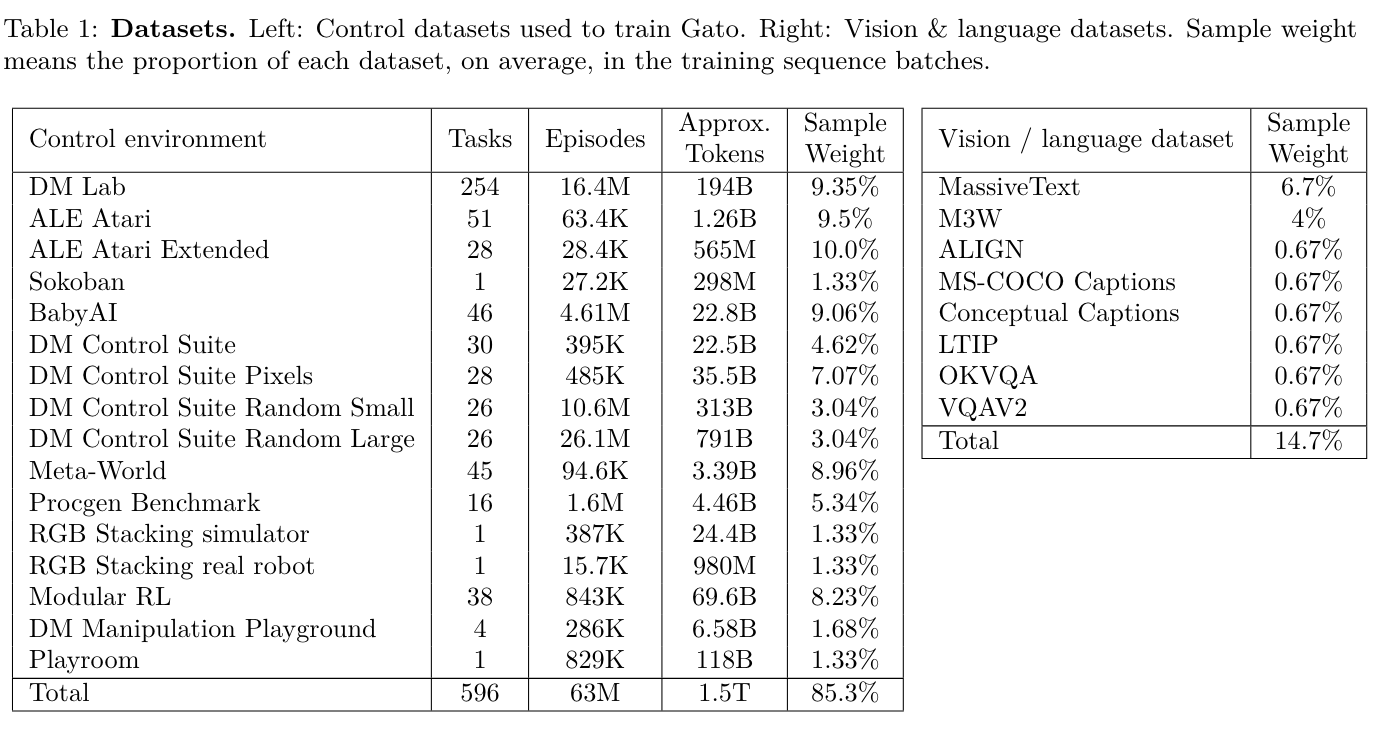 Table 1: Datasets. Left: Control datasets used to train Gato. Right: Vision & language datasets. Sample weight
means the proportion of each dataset, on average, in the training sequence batches.
Control environment Tasks Episodes Approx. Tokens Sample Weight
DM Lab 254 16.4M 194B 9.35%
ALE Atari 51 63.4K 1.26B 9.5%
ALE Atari Extended 28 28.4K 565M 10.0%
Sokoban 1 27.2K 298M 1.33%
BabyAI 46 4.61M 22.8B 9.06%
DM Control Suite 30 395K 22.5B 4.62%
DM Control Suite Pixels 28 485K 35.5B 7.07%
DM Control Suite Random Small 26 10.6M 313B 3.04%
DM Control Suite Random Large 26 26.1M 791B 3.04%
Meta-World 45 94.6K 3.39B 8.96%
Procgen Benchmark 16 1.6M 4.46B 5.34%
RGB Stacking simulator 1 387K 24.4B 1.33%
RGB Stacking real robot 1 15.7K 980M 1.33%
Modular RL 38 843K 69.6B 8.23%
DM Manipulation Playground 4 286K 6.58B 1.68%
Playroom 1 829K 118B 1.33%
Total 596 63M 1.5T 85.3%
Vision / language dataset Sample Weight
MassiveText 6.7%
M3W 4%
ALIGN 0.67%
MS-COCO Captions 0.67%
Conceptual Captions 0.67%
LTIP 0.67%
OKVQA 0.67%
VQAV2 0.67%
Total 14.7%